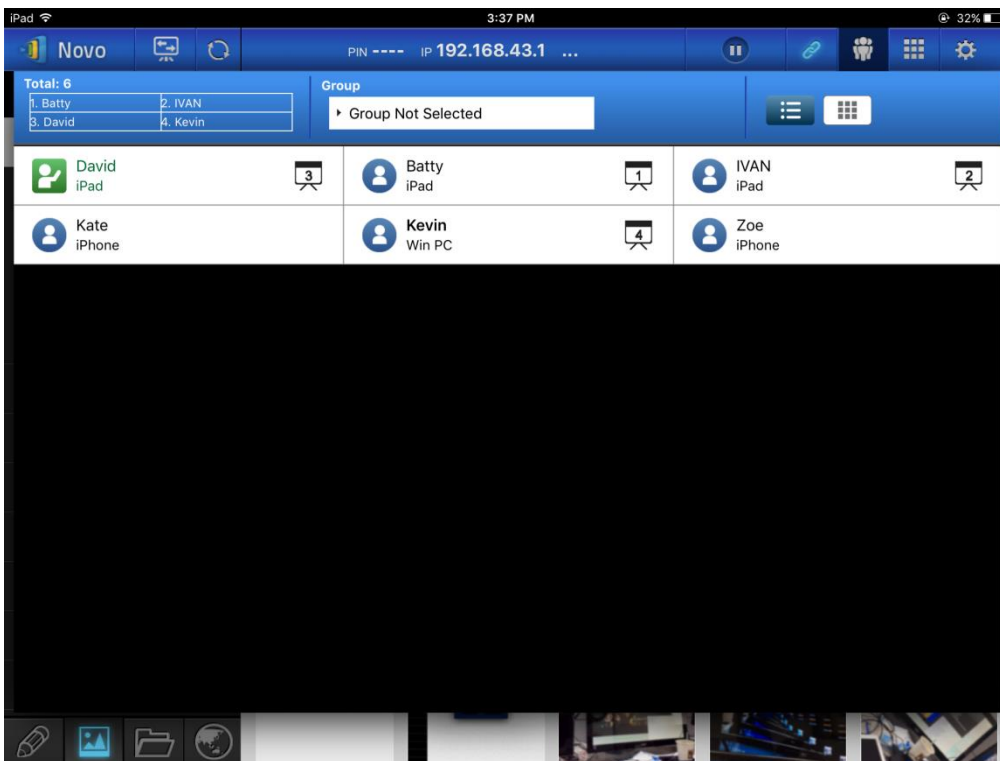 iPad 3:37 PM 32%
Novo PIN ---- IP 192.168.43.1 ...
Total: 6
1. Batty 2. IVAN
3. David 4. Kevin
Group
Group Not Selected
David
iPad
3
Batty
iPad
1
IVAN
iPad
2
Kate
iPhone
Kevin
Win PC
4
Zoe
iPhone